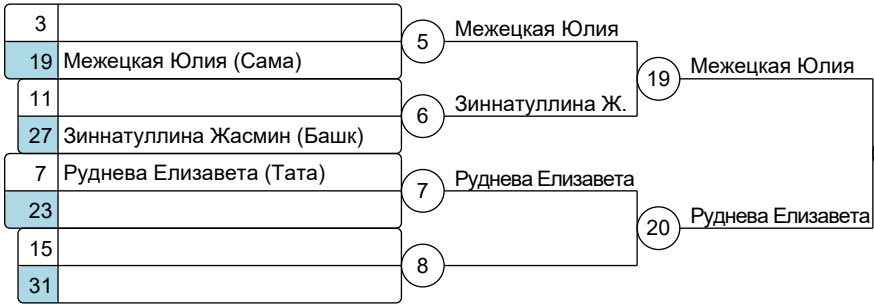 3
5 Межецкая Юлия
19 Межецкая Юлия (Сама)
19 Межецкая Юлия
11
6 Зиннатуллина Ж.
27 Зиннатуллина Жасмин (Башк)
7 Руднева Елизавета (Тата)
7 Руднева Елизавета
23
20 Руднева Елизавета
15
8
31